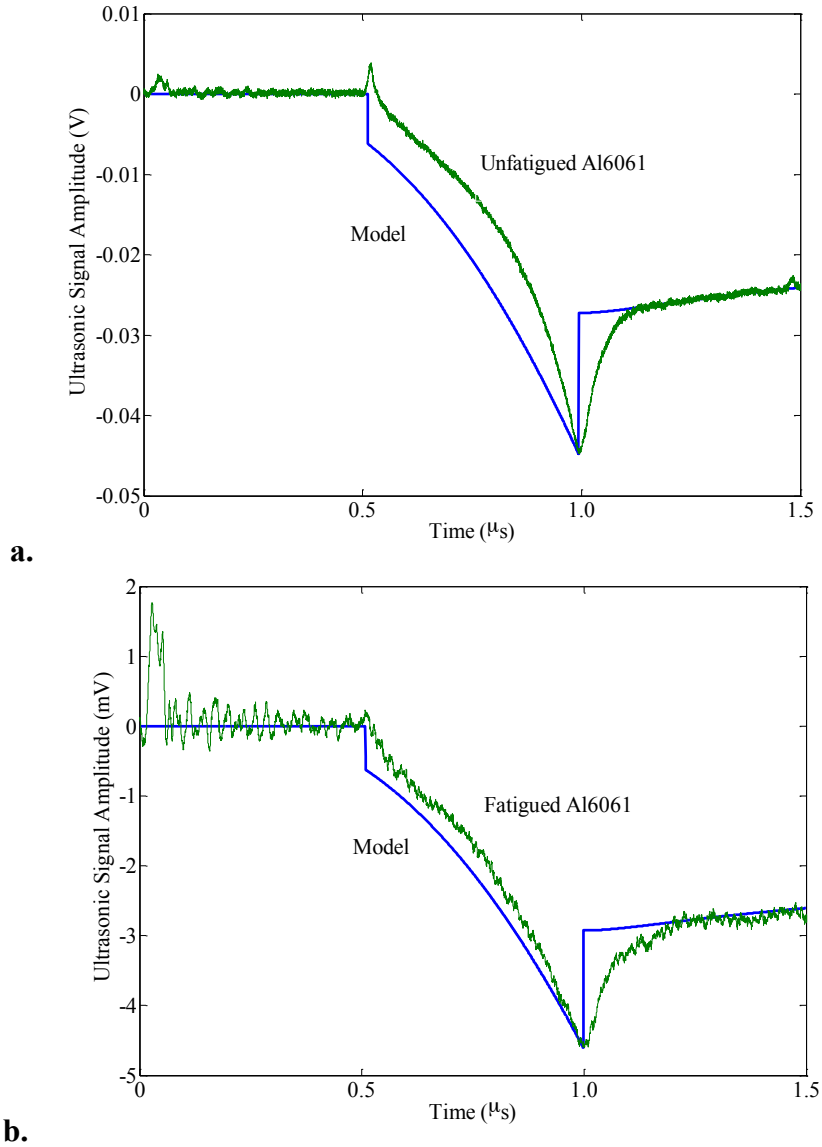 0.01
0
-0.01
-0.02
-0.03
-0.04
-0.05
Ultrasonic Signal Amplitude (V)
Unfatigued Al6061
Model
0
0.5
1.0
1.5
Time (μs)
a.
2
1
0
-1
-2
-3
-4
-5
Ultrasonic Signal Amplitude (mV)
Fatigued Al6061
Model
0
0.5
1.0
1.5
Time (μs)
b.